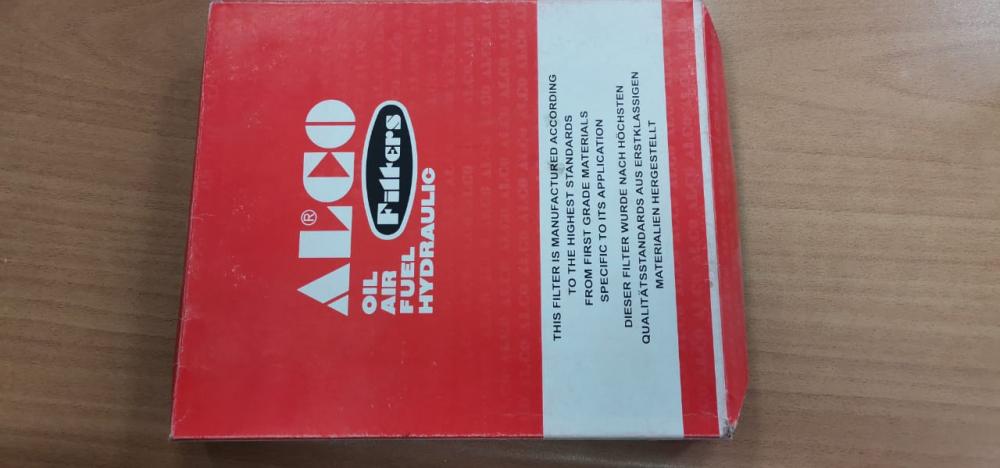 ALCO®
Filters
OIL
AIR
FUEL
HYDRAULIC
THIS FILTER IS MANUFACTURED ACCORDING
TO THE HIGHEST STANDARDS
FROM FIRST GRADE MATERIALS
SPECIFIC TO ITS APPLICATION
DIESER FILTER WURDE NACH HÖCHSTEN
QUALITÄTSSTANDARDS AUS ERSTKLASSIGEN
MATERIALIEN HERGESTELLT